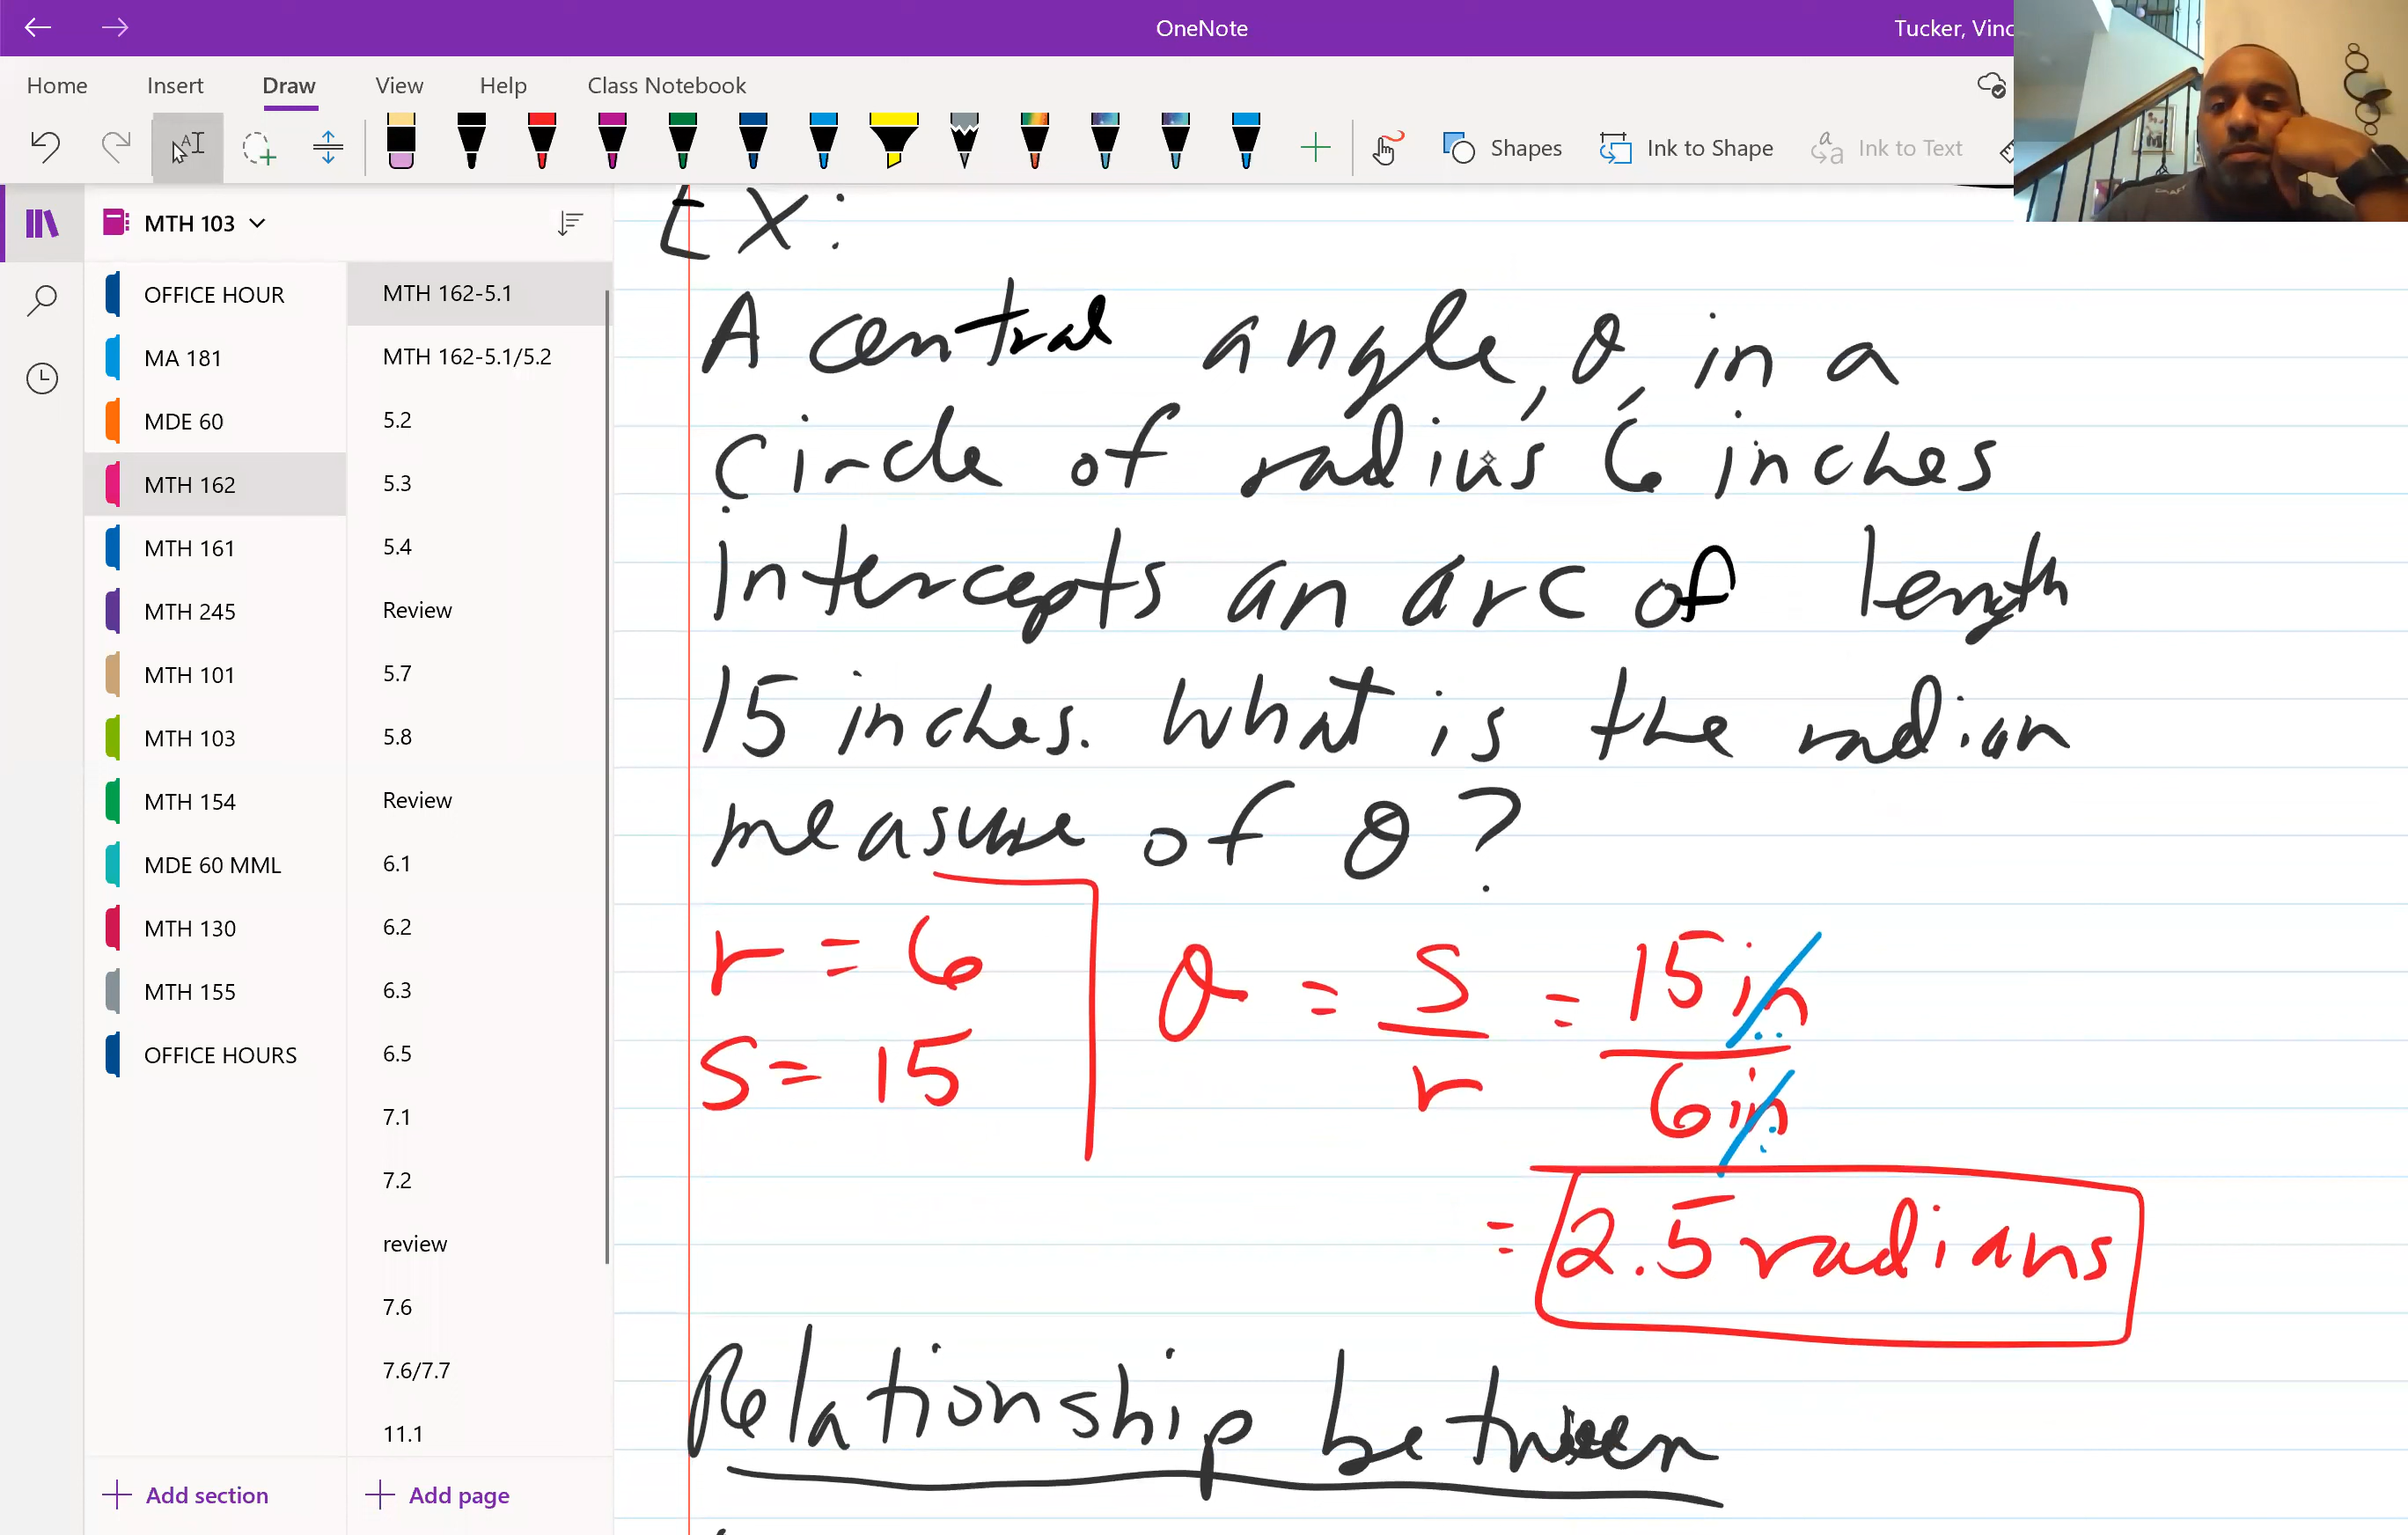 OneNote
Tucker, Vinc
Home Insert Draw View Help Class Notebook
Shapes Ink to Shape Ink to Text
MTH 103
OFFICE HOUR
MA 181
MDE 60
MTH 162
MTH 161
MTH 245
MTH 101
MTH 103
MTH 154
MDE 60 MML
MTH 130
MTH 155
OFFICE HOURS
Add section
MTH 162-5.1
MTH 162-5.1/5.2
5.2
5.3
5.4
Review
5.7
5.8
Review
6.1
6.2
6.3
6.5
7.1
7.2
review
7.6
7.6/7.7
11.1
Add page
EX:
A central angle, θ, in a
circle of radius 6 inches
intercepts an arc of length
15 inches. What is the radian
measure of θ?
r = 6
s = 15
θ = s/r = 15in/6in
= 2.5 radians
Relationship between